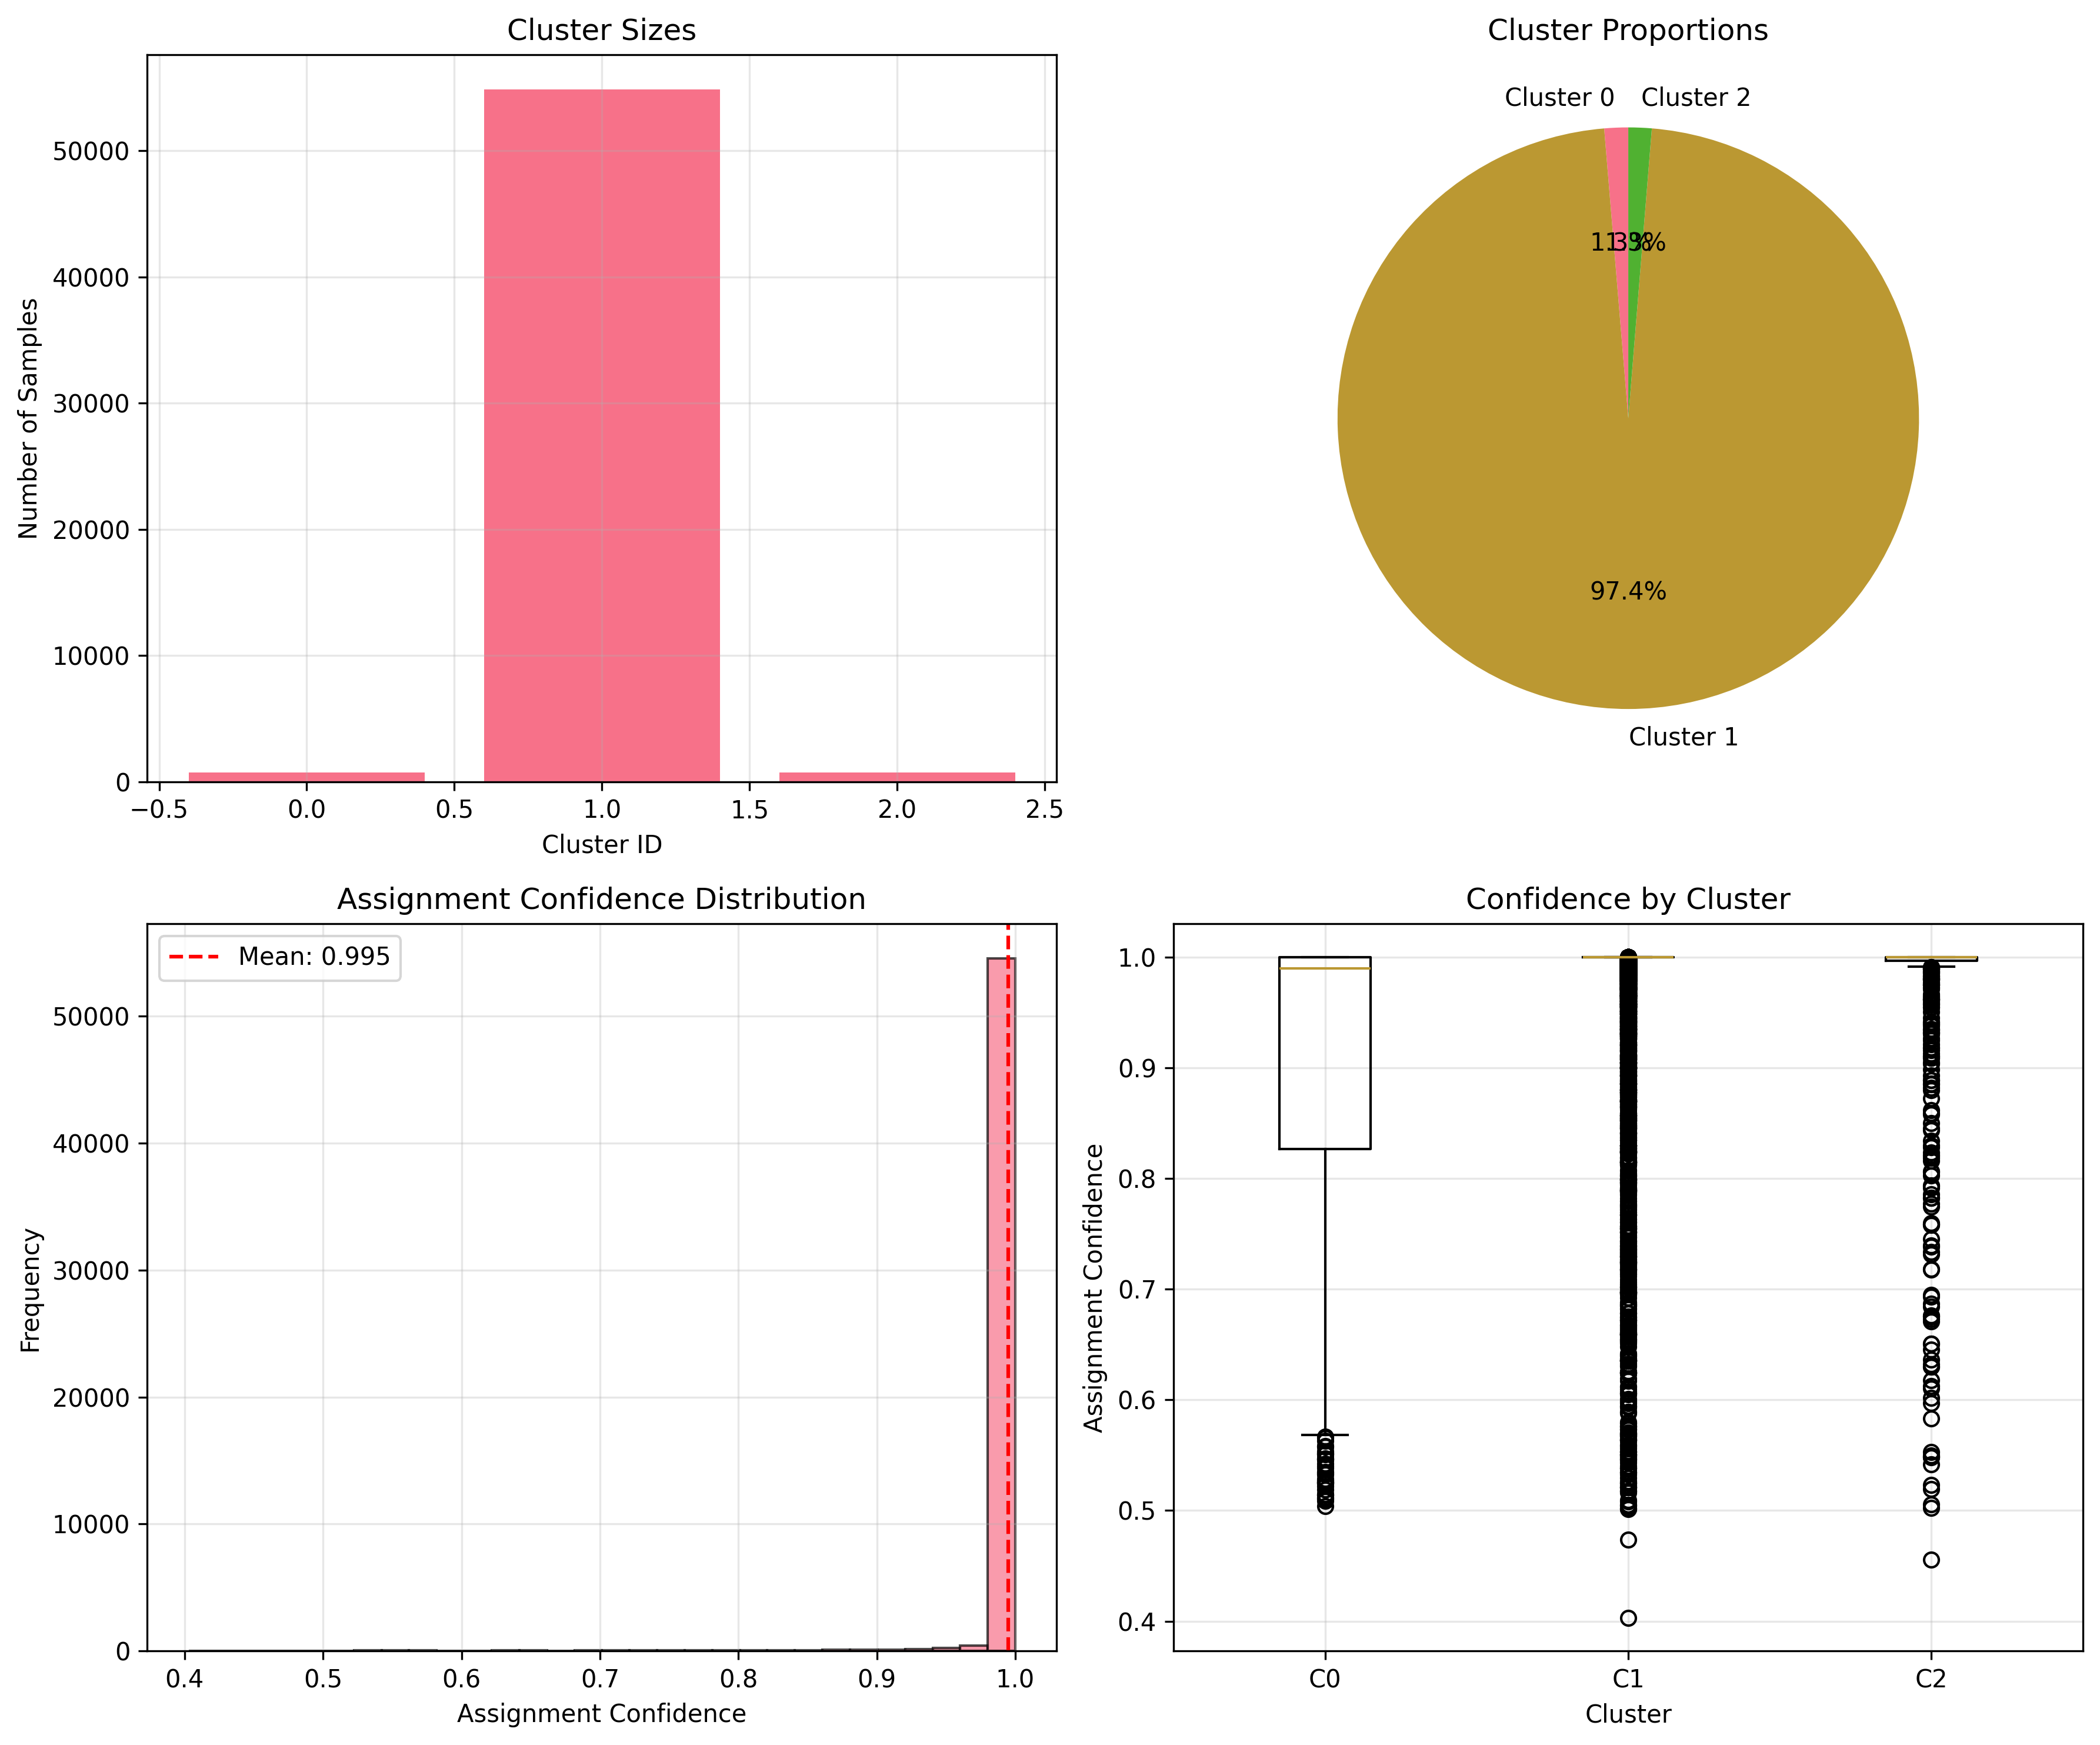 Cluster Sizes
50000
40000
30000
20000
10000
0
Number of Samples
−0.5 0.0 0.5 1.0 1.5 2.0 2.5
Cluster ID
Cluster Proportions
Cluster 0 Cluster 2
1.3% 1.3%
97.4%
Cluster 1
Assignment Confidence Distribution
Mean: 0.995
50000
40000
30000
20000
10000
0
Frequency
0.4 0.5 0.6 0.7 0.8 0.9 1.0
Assignment Confidence
Confidence by Cluster
1.0
0.9
0.8
0.7
0.6
0.5
0.4
Assignment Confidence
C0 C1 C2
Cluster